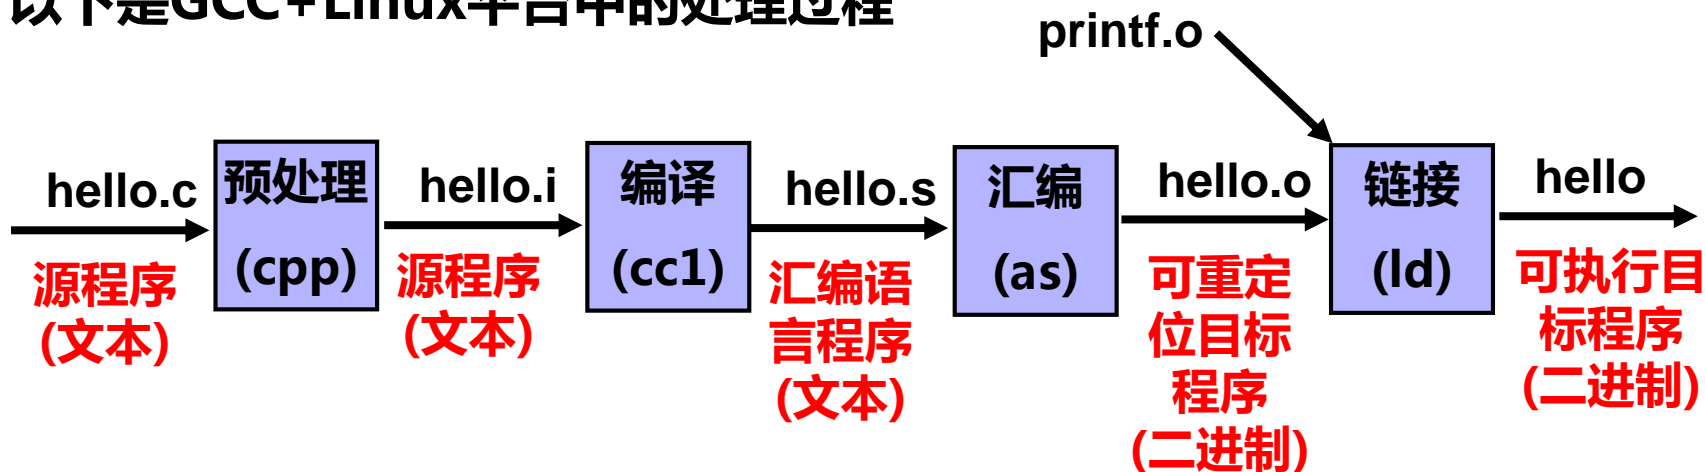 以下是GCC+Linux平台中的处理过程
printf.o
hello.c
源程序
(文本)
预处理
(cpp)
hello.i
源程序
(文本)
编译
(cc1)
hello.s
汇编语
言程序
(文本)
汇编
(as)
hello.o
可重定
位目标
程序
(二进制)
链接
(ld)
hello
可执行目
标程序
(二进制)